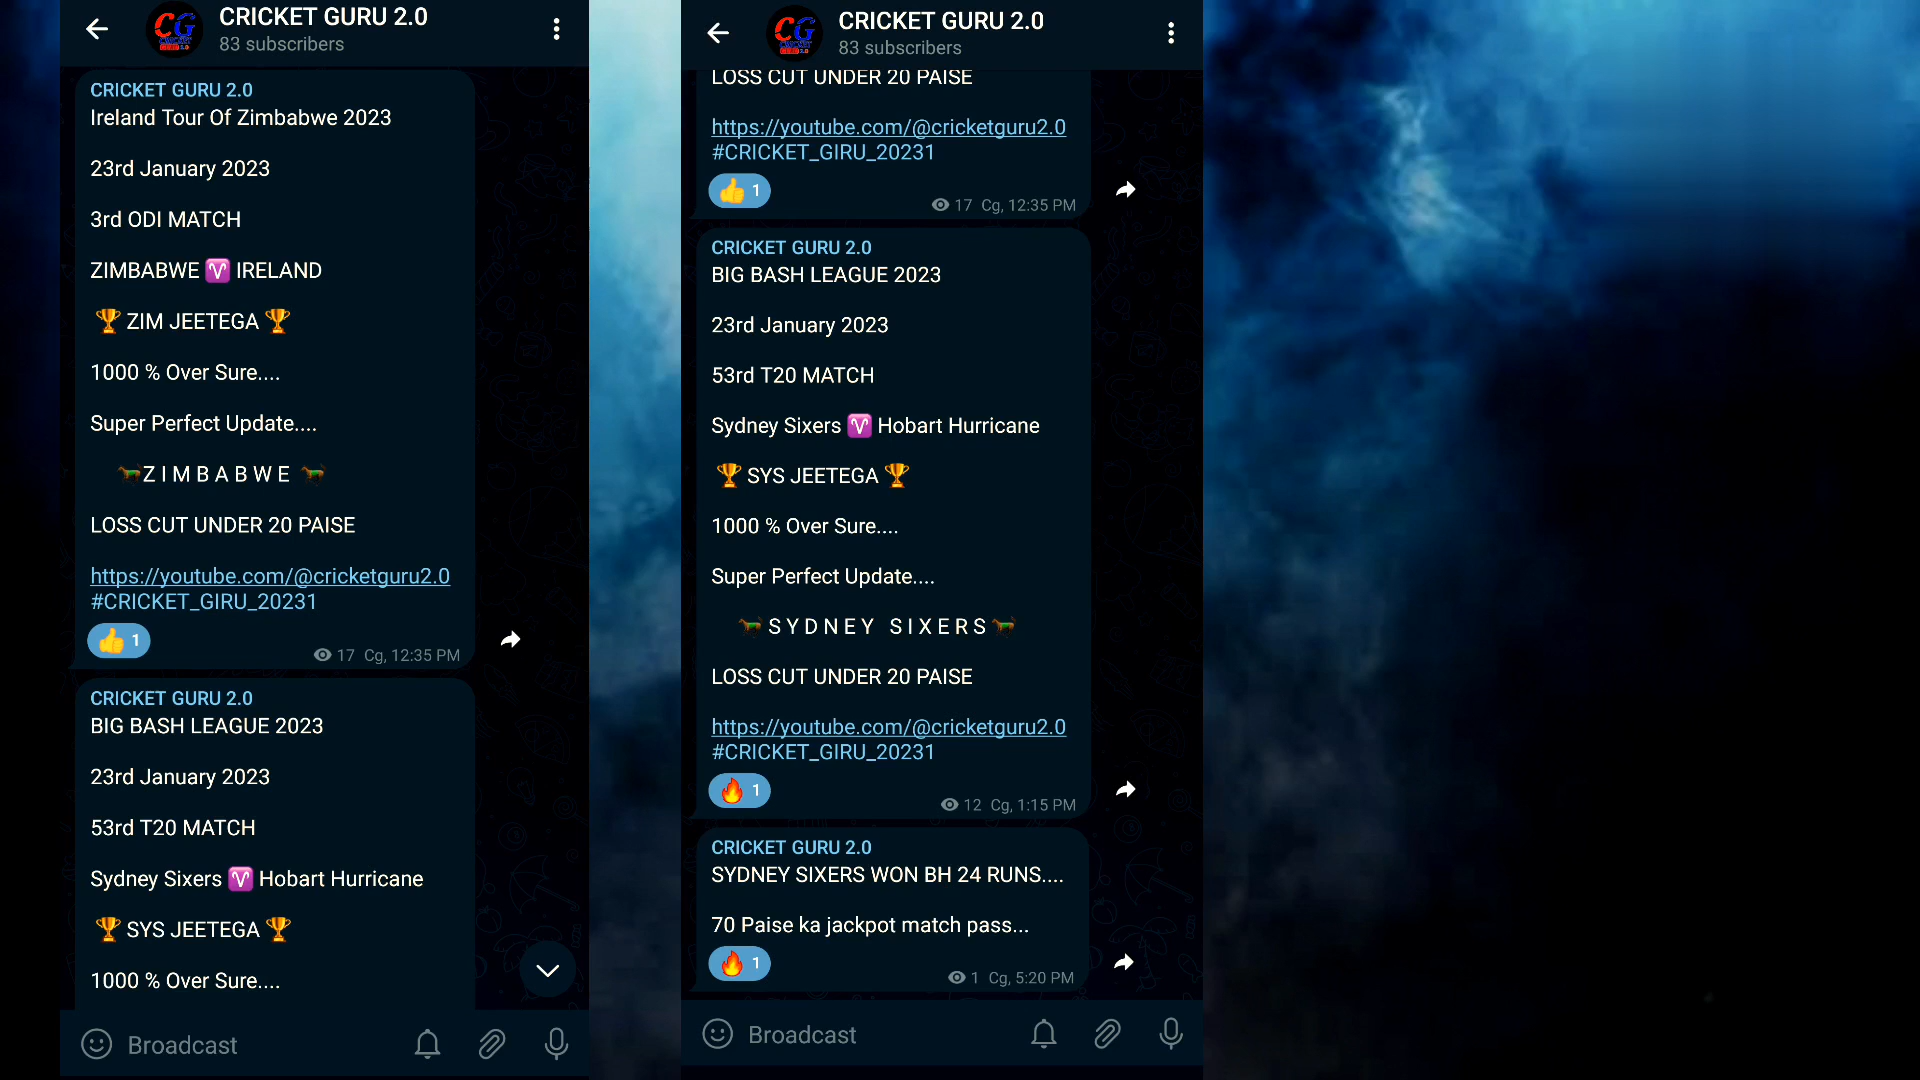 CRICKET GURU 2.0
83 subscribers
CRICKET GURU 2.0
Ireland Tour Of Zimbabwe 2023
23rd January 2023
3rd ODI MATCH
ZIMBABWE ♈ IRELAND
🏆 ZIM JEETEGA 🏆
1000 % Over Sure....
Super Perfect Update....
🐎Z I M B A B W E 🐎
LOSS CUT UNDER 20 PAISE
https://youtube.com/@cricketguru2.0
#CRICKET_GIRU_20231
👍 1
17 Cg, 12:35 PM
CRICKET GURU 2.0
BIG BASH LEAGUE 2023
23rd January 2023
53rd T20 MATCH
Sydney Sixers ♈ Hobart Hurricane
🏆 SYS JEETEGA 🏆
1000 % Over Sure....
Broadcast
CRICKET GURU 2.0
83 subscribers
LOSS CUT UNDER 20 PAISE
https://youtube.com/@cricketguru2.0
#CRICKET_GIRU_20231
👍 1
17 Cg, 12:35 PM
CRICKET GURU 2.0
BIG BASH LEAGUE 2023
23rd January 2023
53rd T20 MATCH
Sydney Sixers ♈ Hobart Hurricane
🏆 SYS JEETEGA 🏆
1000 % Over Sure....
Super Perfect Update....
🐎 S Y D N E Y  S I X E R S 🐎
LOSS CUT UNDER 20 PAISE
https://youtube.com/@cricketguru2.0
#CRICKET_GIRU_20231
🔥 1
12 Cg, 1:15 PM
CRICKET GURU 2.0
SYDNEY SIXERS WON BH 24 RUNS....
70 Paise ka jackpot match pass...
🔥 1
1 Cg, 5:20 PM
Broadcast